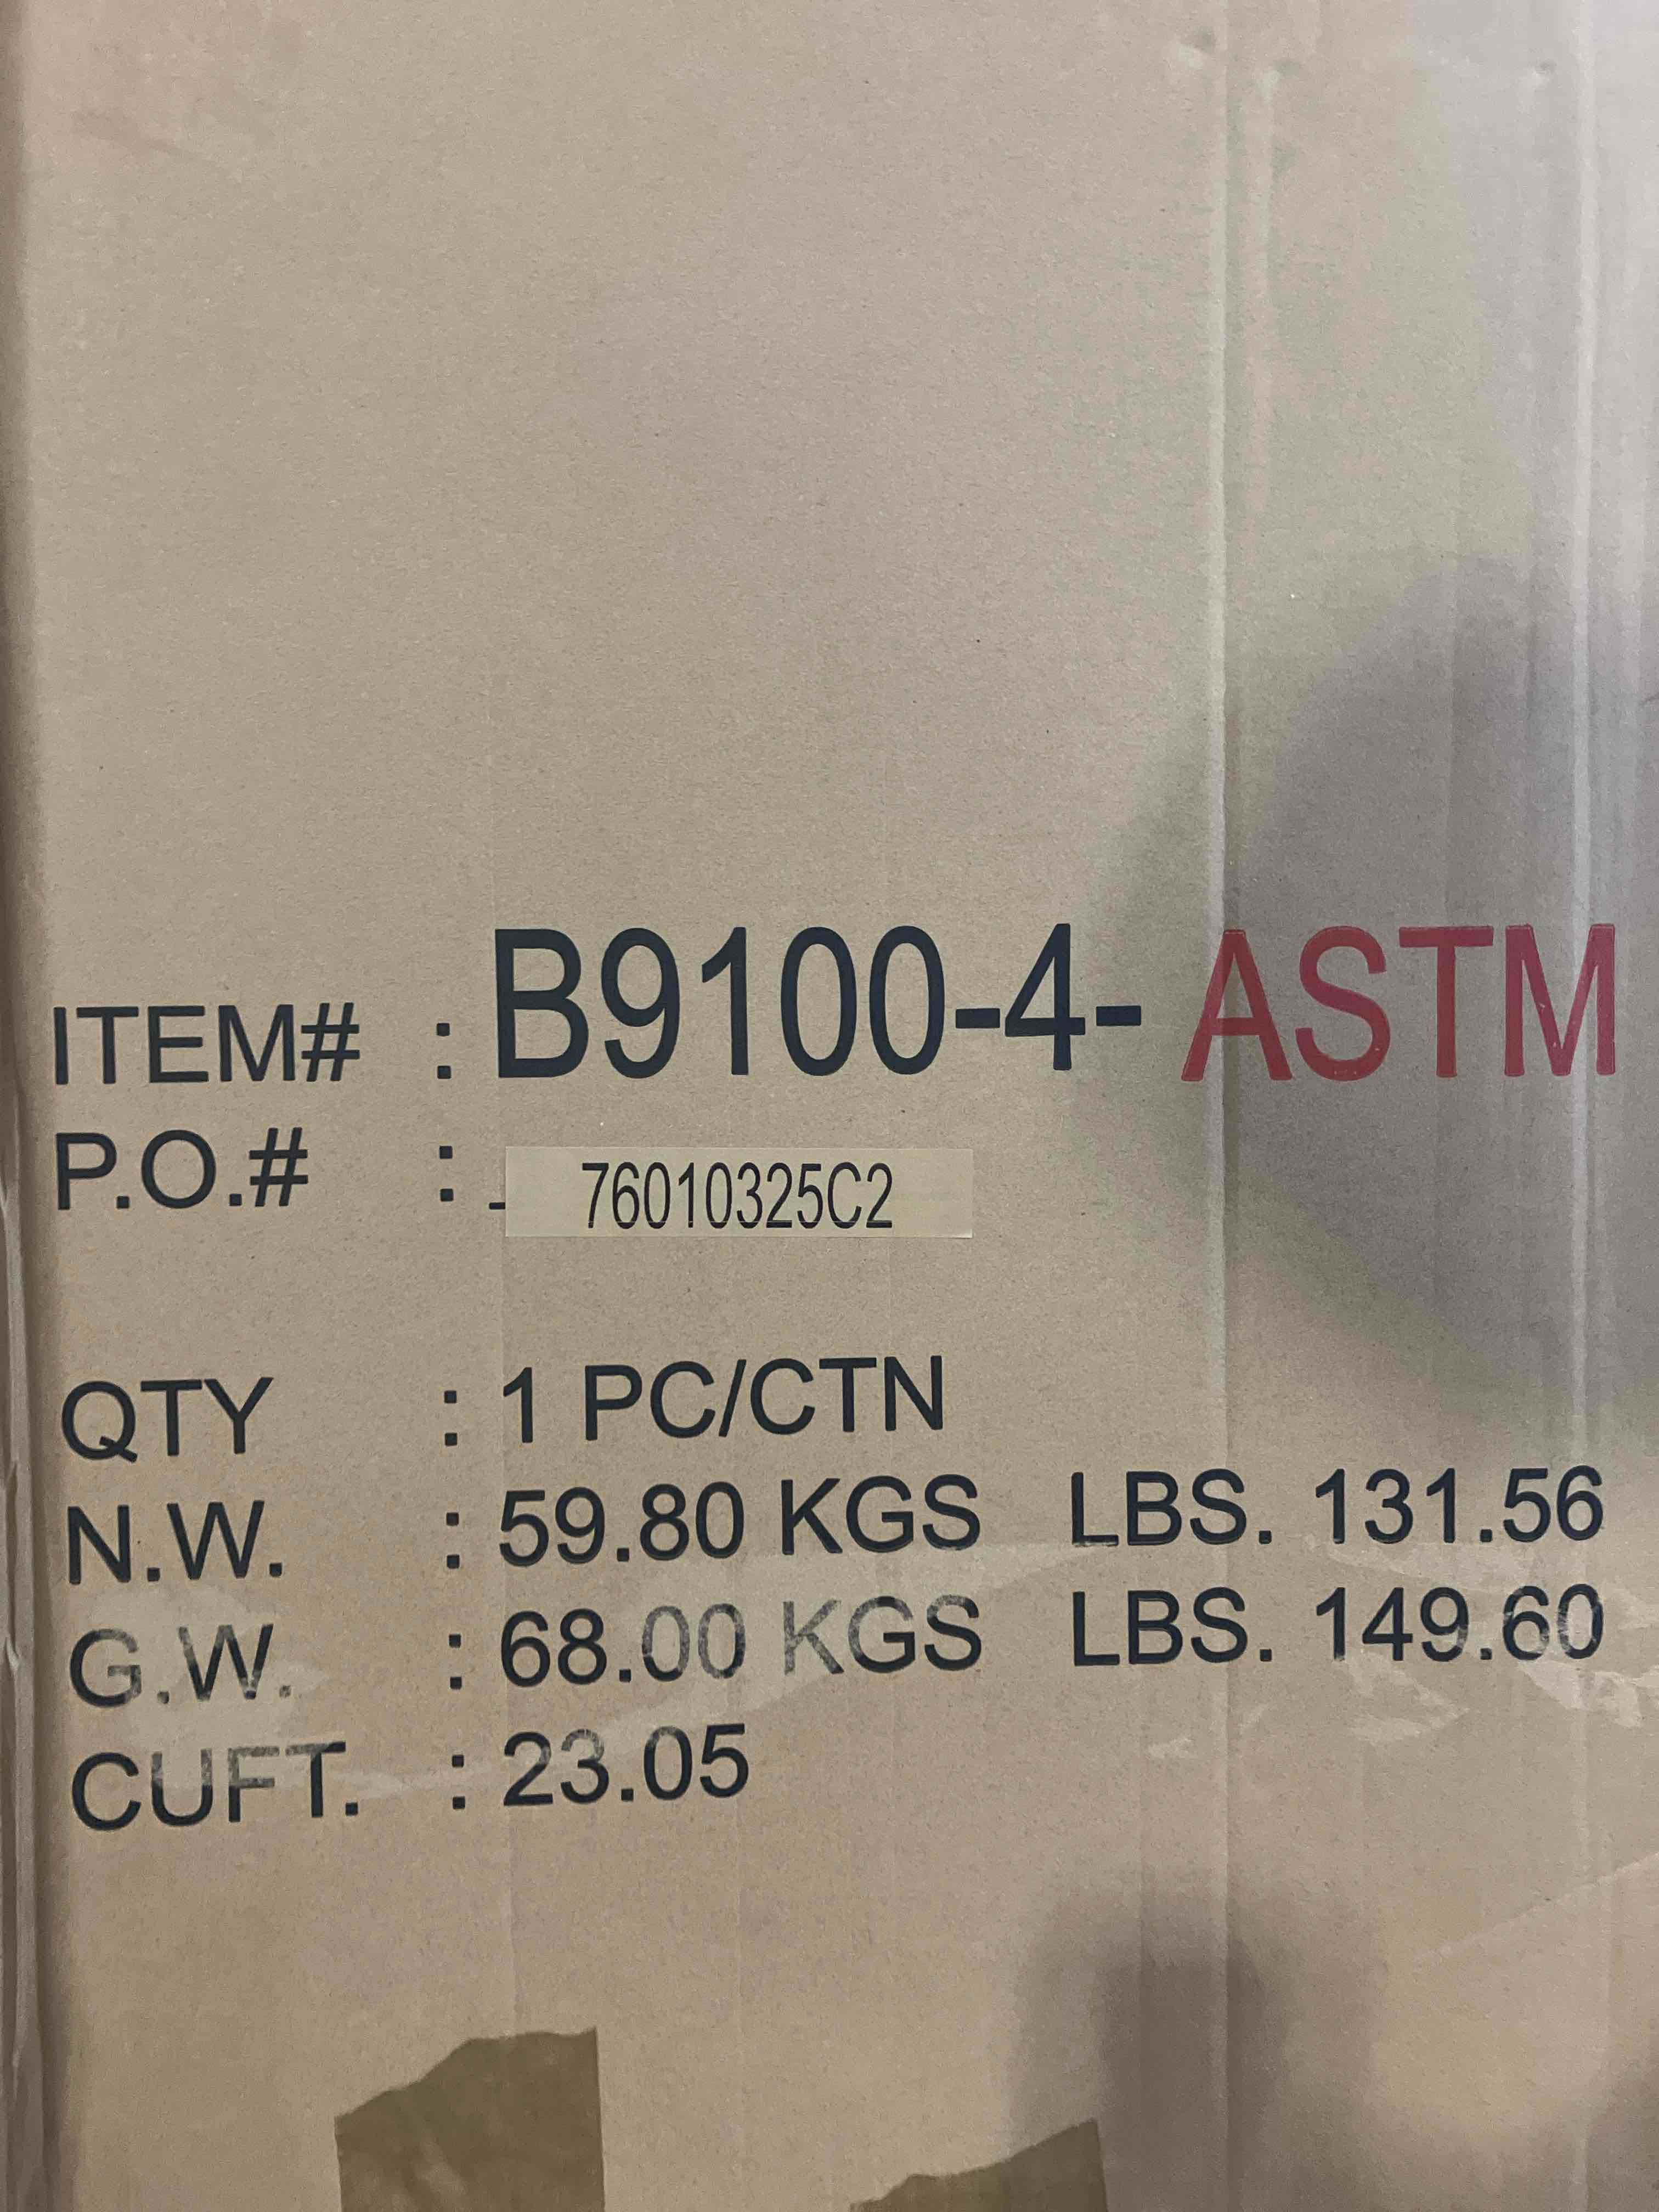 ITEM# : B9100-4-ASTM
P.O.# : - 76010325C2
QTY : 1 PC/CTN
N.W. : 59.80 KGS LBS. 131.56
G.W. : 68.00 KGS LBS. 149.60
CUFT. : 23.05